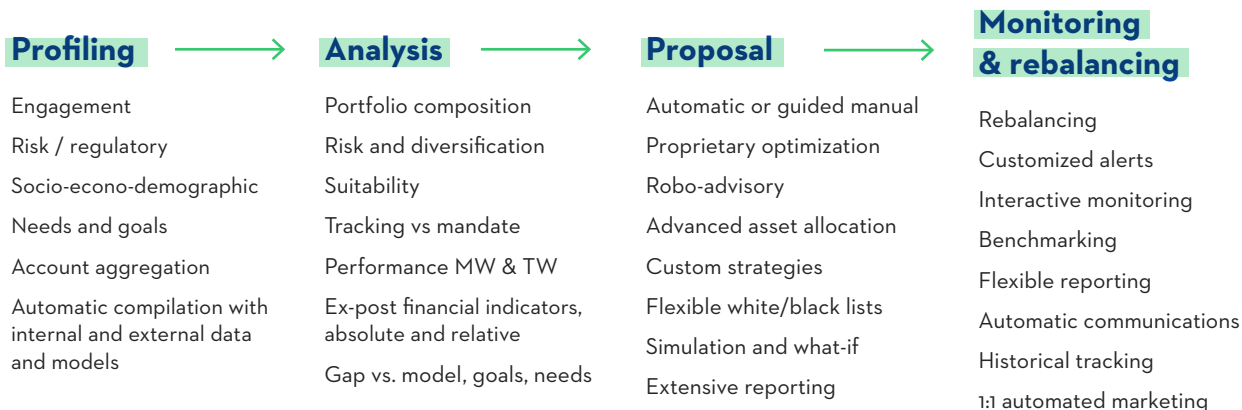 Profiling
Engagement
Risk / regulatory
Socio-econo-demographic
Needs and goals
Account aggregation
Automatic compilation with
internal and external data
and models
Analysis
Portfolio composition
Risk and diversification
Suitability
Tracking vs mandate
Performance MW & TW
Ex-post financial indicators,
absolute and relative
Gap vs. model, goals, needs
Proposal
Automatic or guided manual
Proprietary optimization
Robo-advisory
Advanced asset allocation
Custom strategies
Flexible white/black lists
Simulation and what-if
Extensive reporting
Monitoring
& rebalancing
Rebalancing
Customized alerts
Interactive monitoring
Benchmarking
Flexible reporting
Automatic communications
Historical tracking
1:1 automated marketing